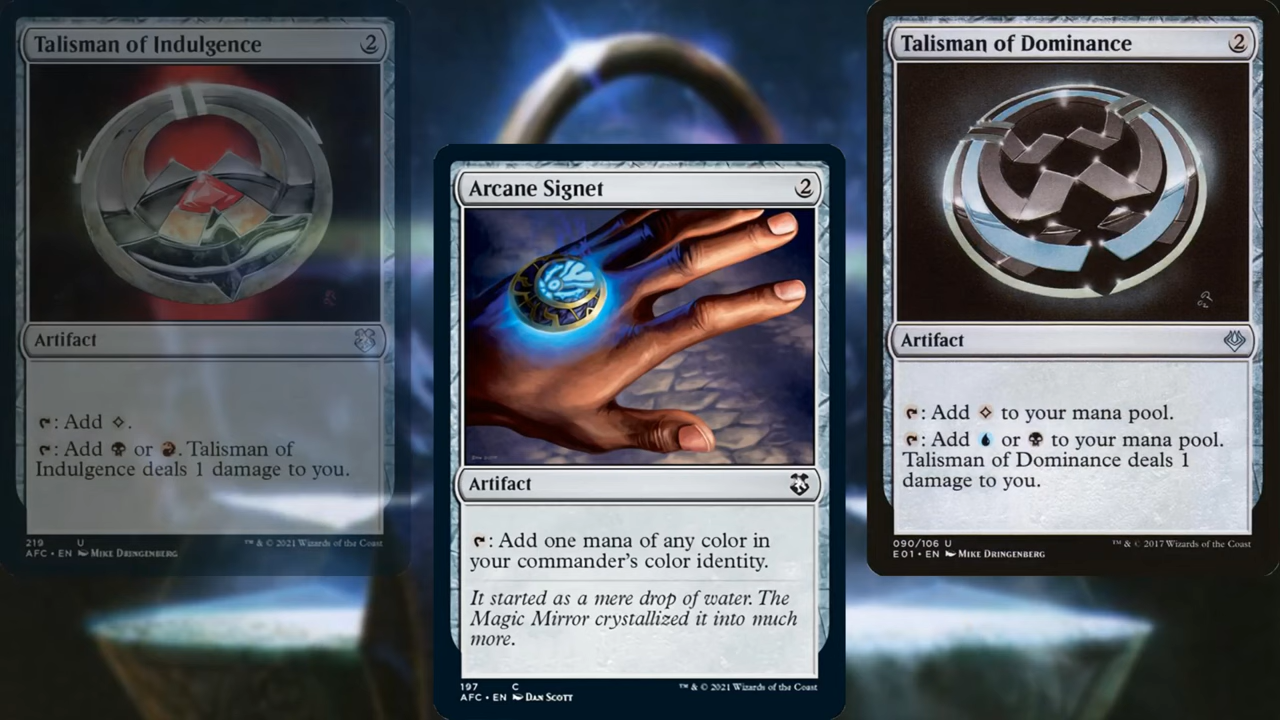 Talisman of Indulgence 2
Artifact
: Add .
: Add or . Talisman of
Indulgence deals 1 damage to you.
219 U
AFC • EN Mike Dringenberg
™ & © 2021 Wizards of the Coast
Arcane Signet 2
Artifact
: Add one mana of any color in
your commander's color identity.
It started as a mere drop of water. The
Magic Mirror crystallized it into much
more.
197 C
AFC • EN Dan Scott
™ & © 2021 Wizards of the Coast
Talisman of Dominance 2
Artifact
: Add to your mana pool.
: Add or to your mana pool.
Talisman of Dominance deals 1
damage to you.
090/106 U
E01 • EN Mike Dringenberg
™ & © 2017 Wizards of the Coast